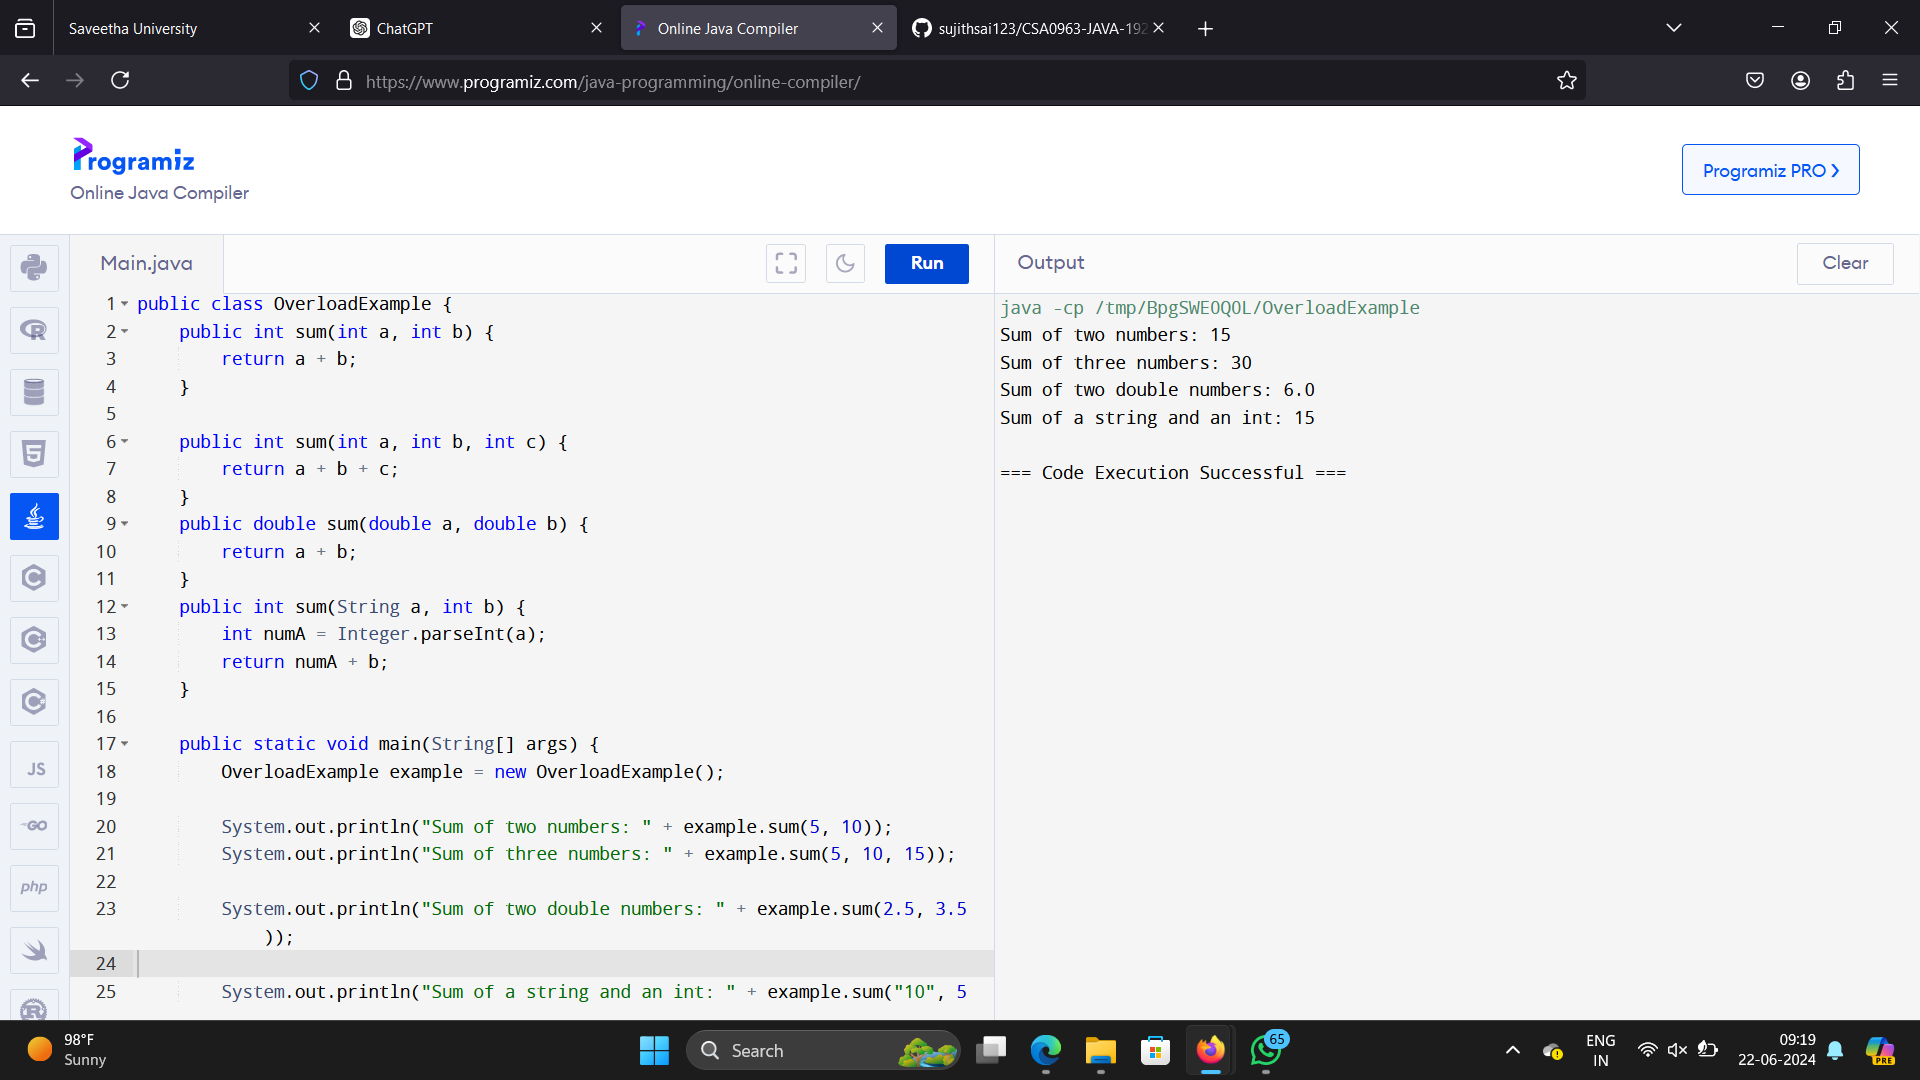 Saveetha University
ChatGPT
Online Java Compiler
sujithsai123/CSA0963-JAVA-192
https://www.programiz.com/java-programming/online-compiler/
Programiz
Online Java Compiler
Programiz PRO
Main.java
Run
Output
Clear
1 public class OverloadExample {
2 public int sum(int a, int b) {
3 return a + b;
4 }
5
6 public int sum(int a, int b, int c) {
7 return a + b + c;
8 }
9 public double sum(double a, double b) {
10 return a + b;
11 }
12 public int sum(String a, int b) {
13 int numA = Integer.parseInt(a);
14 return numA + b;
15 }
16
17 public static void main(String[] args) {
18 OverloadExample example = new OverloadExample();
19
20 System.out.println("Sum of two numbers: " + example.sum(5, 10));
21 System.out.println("Sum of three numbers: " + example.sum(5, 10, 15));
22
23 System.out.println("Sum of two double numbers: " + example.sum(2.5, 3.5
));
24
25 System.out.println("Sum of a string and an int: " + example.sum("10", 5
java -cp /tmp/BpgSWE0Q0L/OverloadExample
Sum of two numbers: 15
Sum of three numbers: 30
Sum of two double numbers: 6.0
Sum of a string and an int: 15
=== Code Execution Successful ===
JS
GO
php
98°F
Sunny
Search
65
ENG
IN
09:19
22-06-2024
PRE